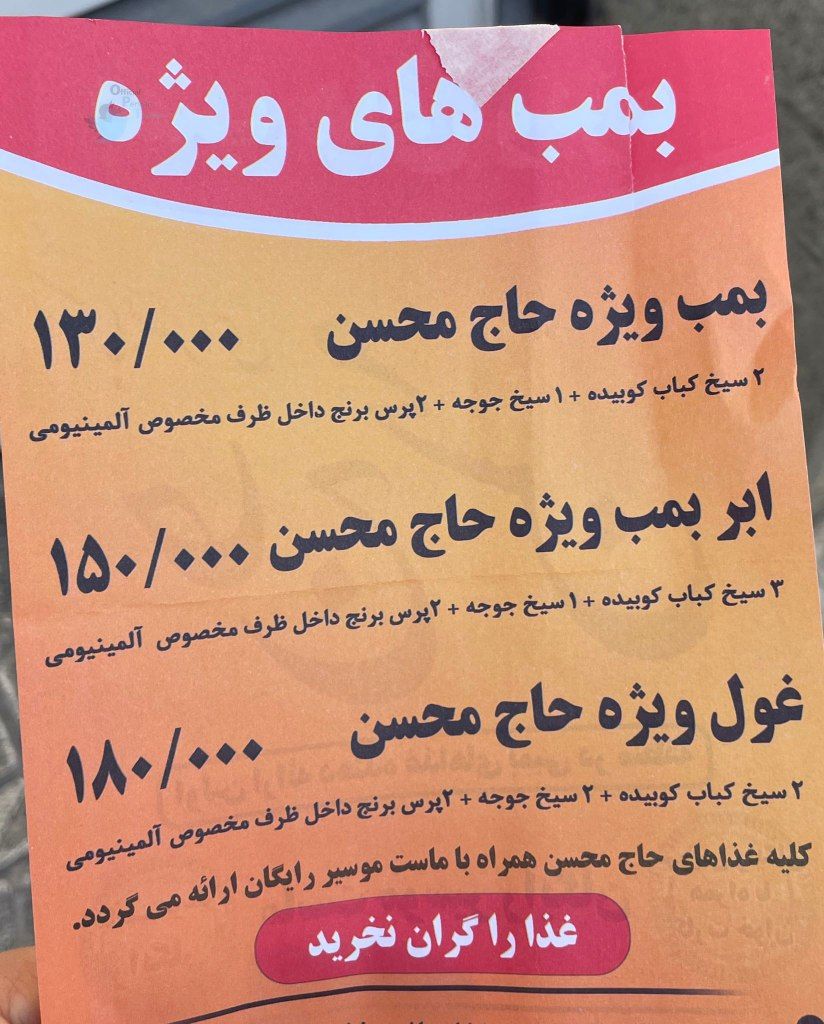 بمب های ویژه
بمب ویژه حاج محسن ۱۳۰/۰۰۰
۲ سیخ کباب کوبیده + ۱ سیخ جوجه + ۲پرس برنج داخل ظرف مخصوص آلمینیومی
ابر بمب ویژه حاج محسن ۱۵۰/۰۰۰
۳ سیخ کباب کوبیده + ۱ سیخ جوجه + ۲پرس برنج داخل ظرف مخصوص آلمینیومی
غول ویژه حاج محسن ۱۸۰/۰۰۰
۲ سیخ کباب کوبیده + ۲ سیخ جوجه + ۲پرس برنج داخل ظرف مخصوص آلمینیومی
کلیه غذاهای حاج محسن همراه با ماست موسیر رایگان ارائه می گردد.
غذا را گران نخرید